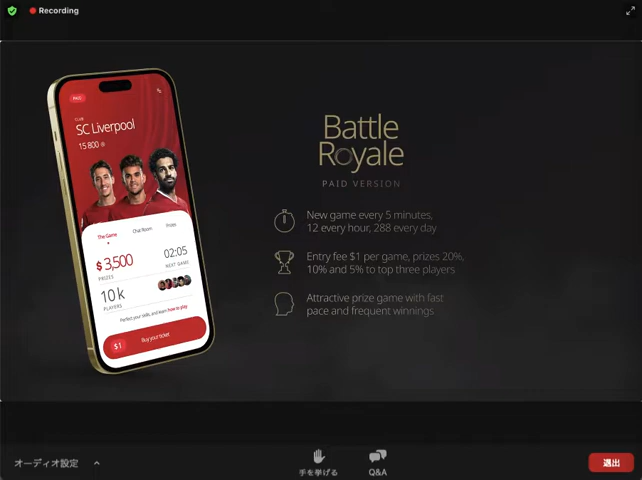 Recording
PAID
CLUB
SC Liverpool
15 800
The Game
Chat Room
Prizes
$3,500
PRIZES
02:05
NEXT GAME
10k
PLAYERS
Perfect your skills, and learn how to play
$1
Buy your ticket
Battle
Royale
PAID VERSION
New game every 5 minutes,
12 every hour, 288 every day
Entry fee $1 per game, prizes 20%,
10% and 5% to top three players
Attractive prize game with fast
pace and frequent winnings
オーディオ設定
手を挙げる
Q&A
退出